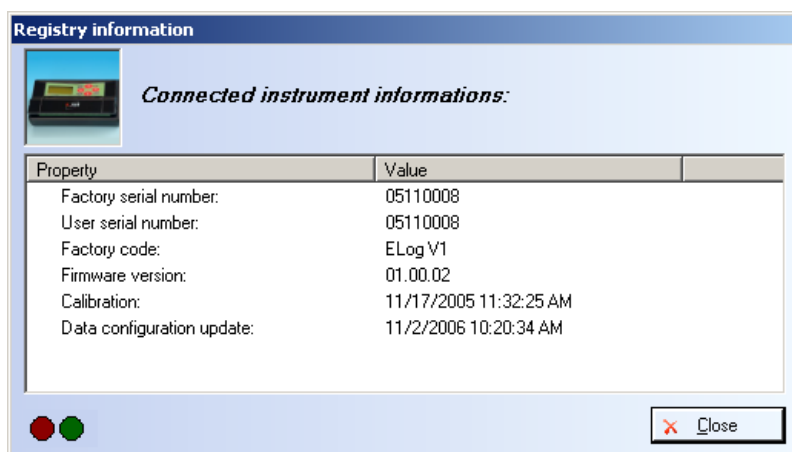 Registry information
Connected instrument informations:
Property Value
Factory serial number: 05110008
User serial number: 05110008
Factory code: ELog V1
Firmware version: 01.00.02
Calibration: 11/17/2005 11:32:25 AM
Data configuration update: 11/2/2006 10:20:34 AM
Close